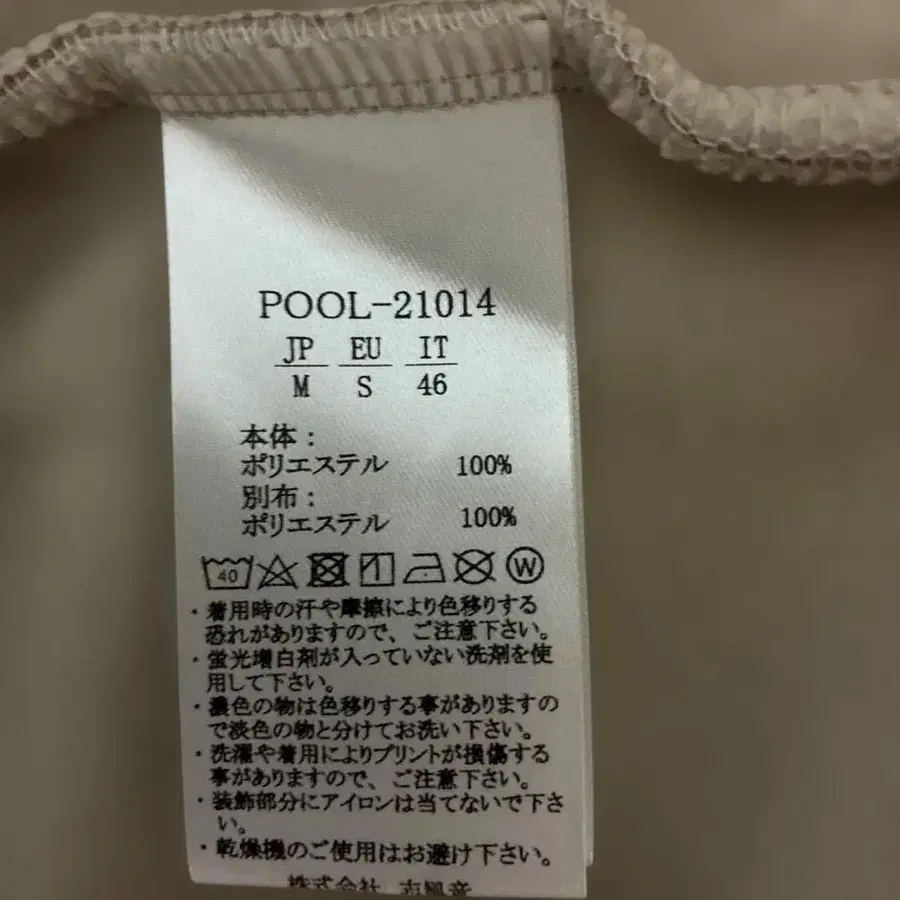 POOL-21014
JP EU IT
M S 46
本体：
ポリエステル 100%
別布：
ポリエステル 100%
40 W
・着用時の汗や摩擦により色移りする
恐れがありますので、ご注意下さい。
・蛍光増白剤が入っていない洗剤を使
用して下さい。
・濃色の物は色移りする事がありますの
で淡色の物と分けてお洗い下さい。
・洗濯や着用によりプリントが損傷する
事がありますので、ご注意下さい。
・装飾部分にアイロンは当てないで下さ
い。
・乾燥機のご使用はお避け下さい。
株式会社